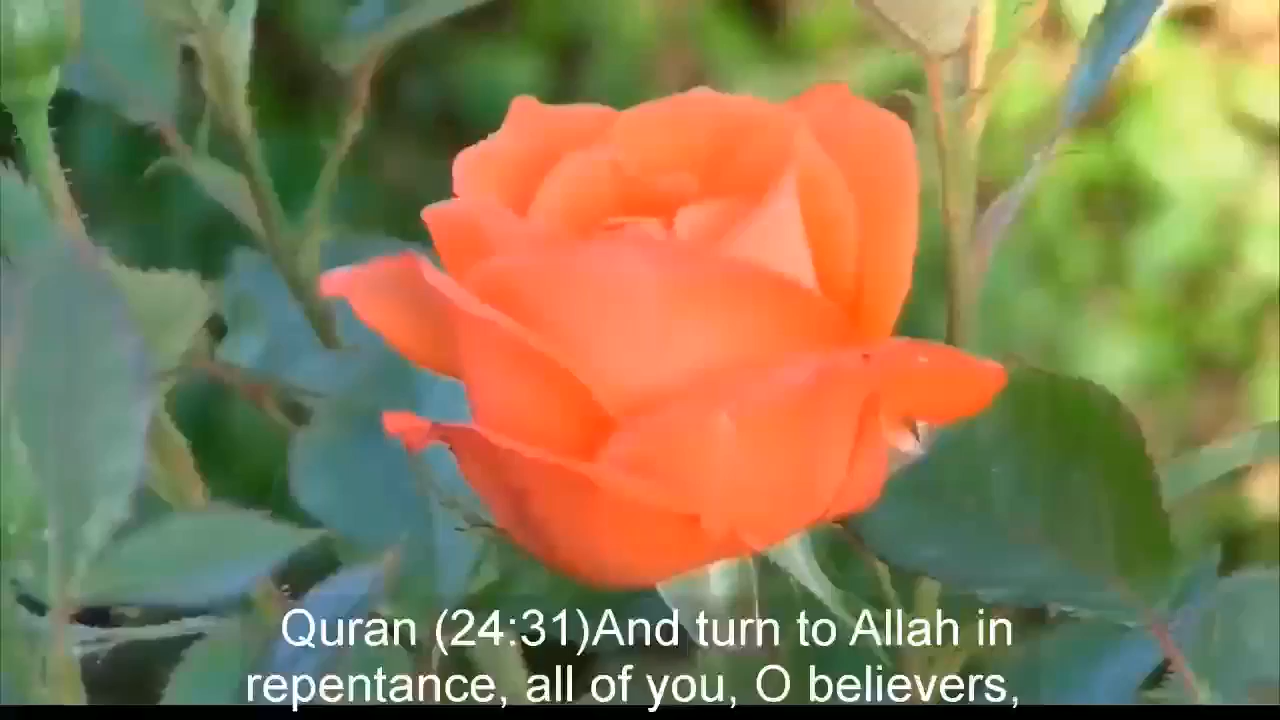 Quran (24:31)And turn to Allah in
repentance, all of you, O believers,